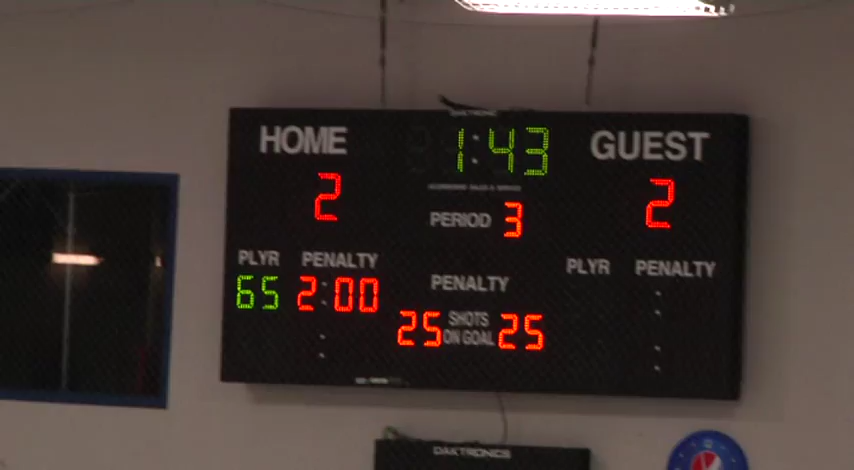 DAKTRONICS
HOME 1:43 GUEST
2 2
PERIOD 3
PLYR PENALTY PLYR PENALTY
65 2:00 PENALTY
25 SHOTS ON GOAL 25
DAKTRONICS